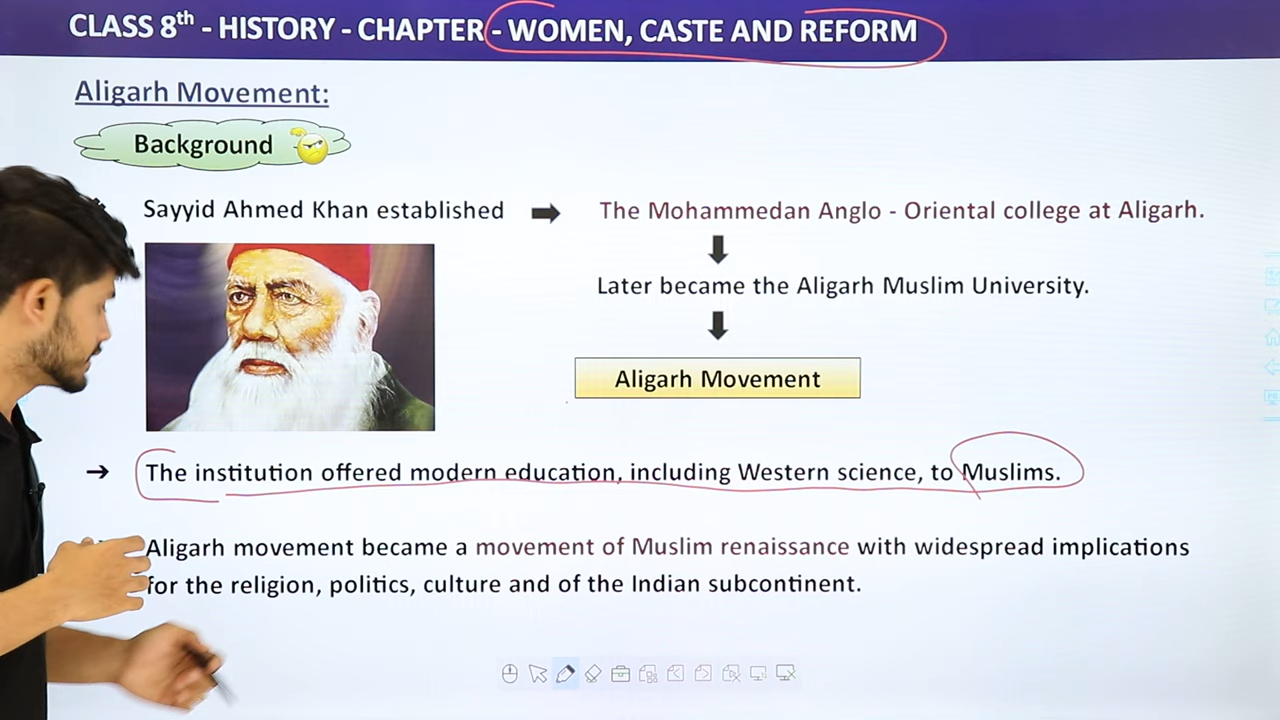 CLASS 8th - HISTORY - CHAPTER - WOMEN, CASTE AND REFORM
Aligarh Movement:
Background
Sayyid Ahmed Khan established
The Mohammedan Anglo - Oriental college at Aligarh.
Later became the Aligarh Muslim University.
Aligarh Movement
The institution offered modern education, including Western science, to Muslims.
Aligarh movement became a movement of Muslim renaissance with widespread implications
for the religion, politics, culture and of the Indian subcontinent.